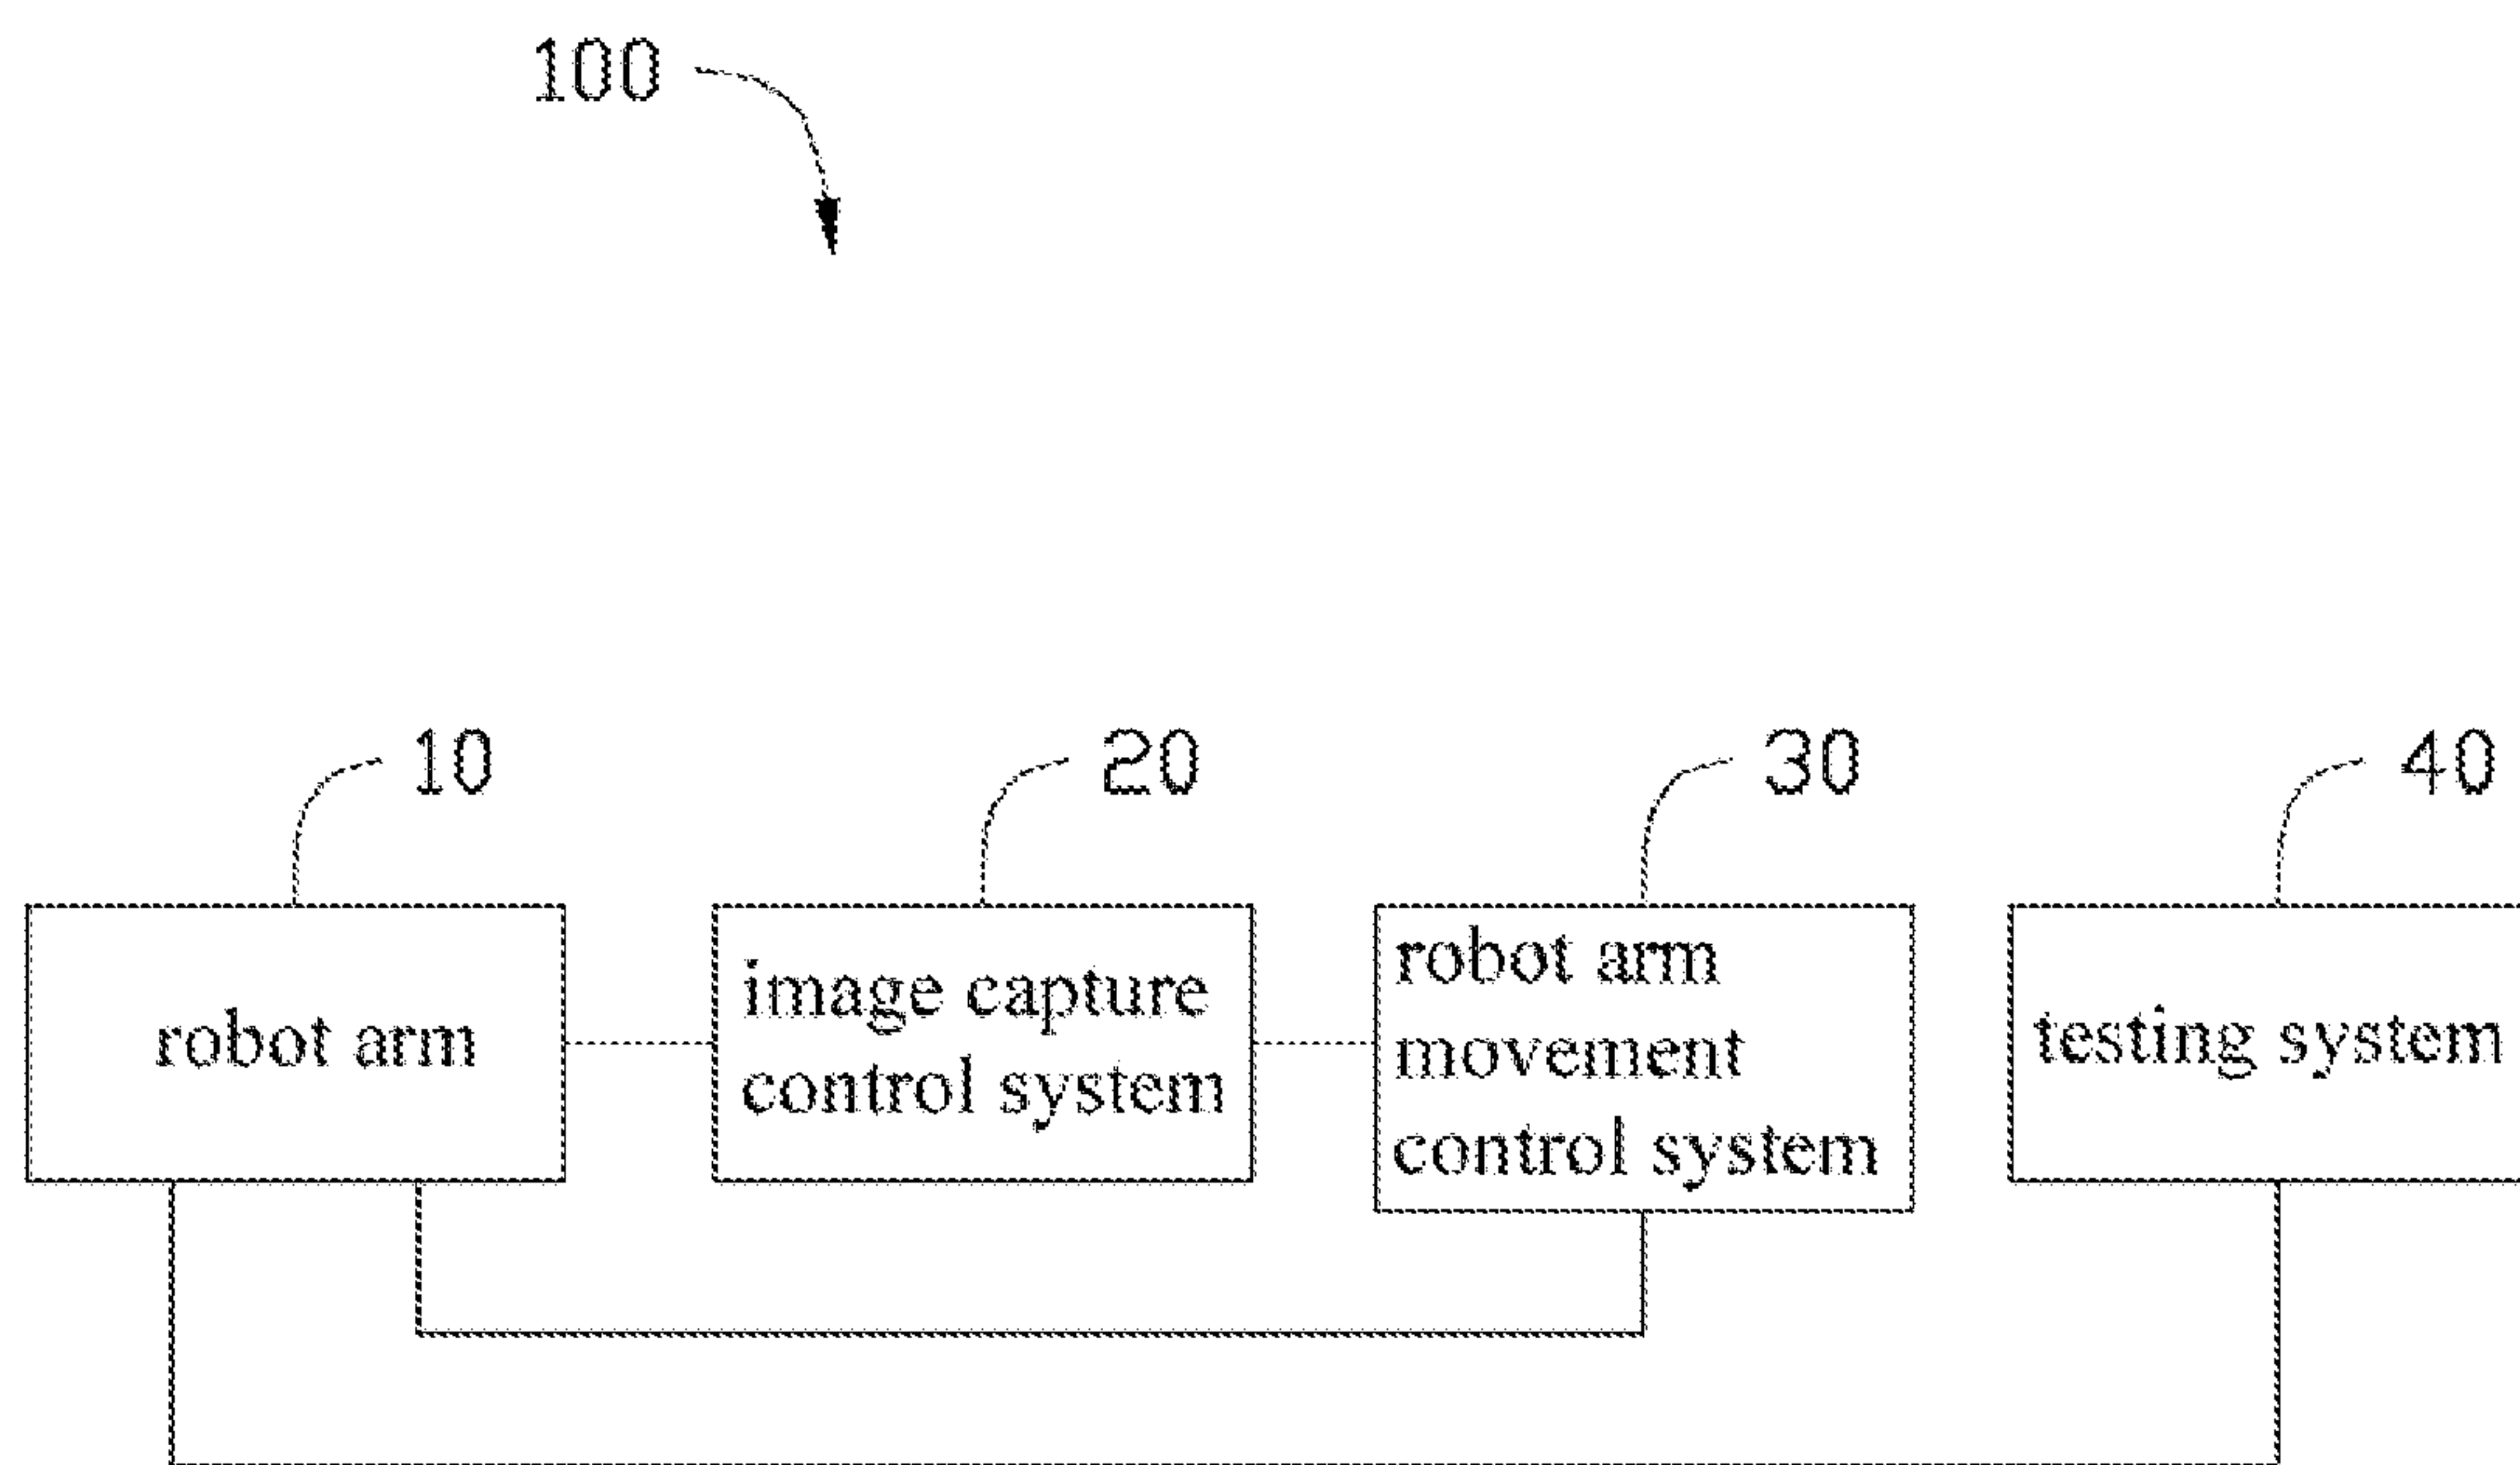 100
10
20
30
40
robot arm
image capture
control system
robot arm
movement
control system
testing system